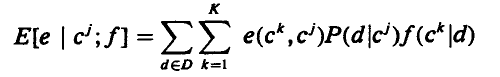 E[e | c^j; f] = \sum_{d \in D} \sum_{k=1}^{K} e(c^k, c^j) P(d|c^j) f(c^k|d)